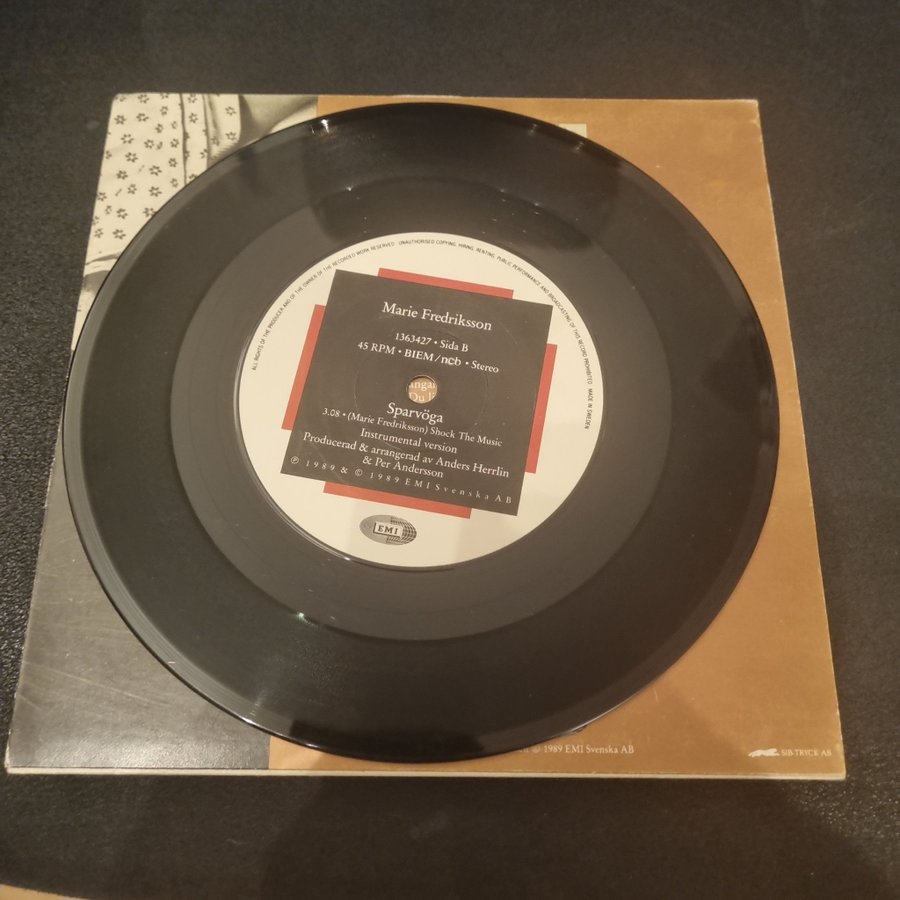 ALL RIGHTS OF THE PRODUCER AND OF THE OWNER OF THE RECORDED WORK RESERVED · UNAUTHORISED COPYING, HIRING, RENTING, PUBLIC PERFORMANCE AND BROADCASTING OF THIS RECORD PROHIBITED · MADE IN SWEDEN
Marie Fredriksson
1363427 • Sida B
45 RPM • BIEM/ncb • Stereo
Du
Sparvöga
3.08 • (Marie Fredriksson) Shock The Music
Instrumental version
Producerad & arrangerad av Anders Herrlin
& Per Andersson
℗ 1989 & © 1989 EMI Svenska AB
EMI
© 1989 EMI Svenska AB
SIB-TRYCK AB